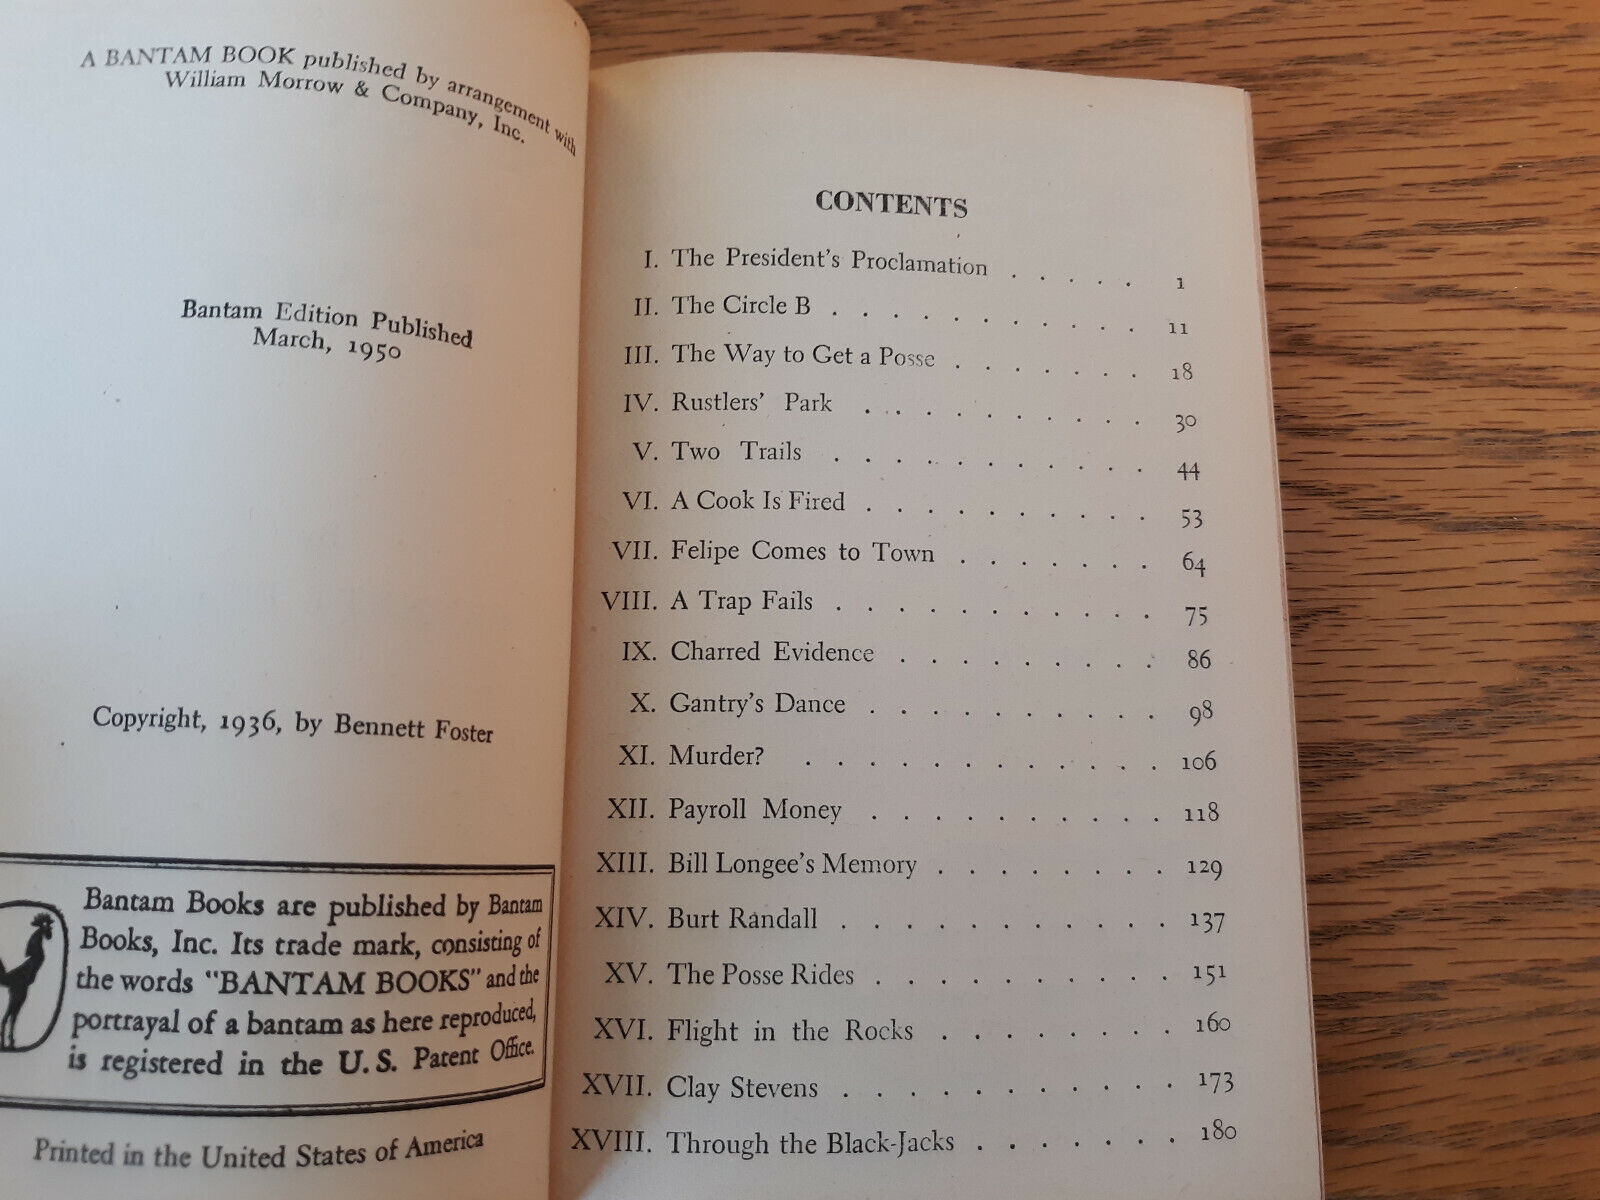 A BANTAM BOOK published by arrangement with
William Morrow & Company, Inc.
Bantam Edition Published
March, 1950
Copyright, 1936, by Bennett Foster
Bantam Books are published by Bantam
Books, Inc. Its trade mark, consisting of
the words "BANTAM BOOKS" and the
portrayal of a bantam as here reproduced,
is registered in the U. S. Patent Office.
Printed in the United States of America
CONTENTS
I. The President's Proclamation . . . . . 1
II. The Circle B . . . . . . . . . . . 11
III. The Way to Get a Posse . . . . . . . 18
IV. Rustlers' Park . . . . . . . . . . 30
V. Two Trails . . . . . . . . . . . 44
VI. A Cook Is Fired . . . . . . . . . . 53
VII. Felipe Comes to Town . . . . . . . 64
VIII. A Trap Fails . . . . . . . . . . . 75
IX. Charred Evidence . . . . . . . . . 86
X. Gantry's Dance . . . . . . . . . . 98
XI. Murder? . . . . . . . . . . . . 106
XII. Payroll Money . . . . . . . . . . 118
XIII. Bill Longee's Memory . . . . . . . . 129
XIV. Burt Randall . . . . . . . . . . . 137
XV. The Posse Rides . . . . . . . . . . 151
XVI. Flight in the Rocks . . . . . . . . 160
XVII. Clay Stevens . . . . . . . . . . . 173
XVIII. Through the Black-Jacks . . . . . . . 180